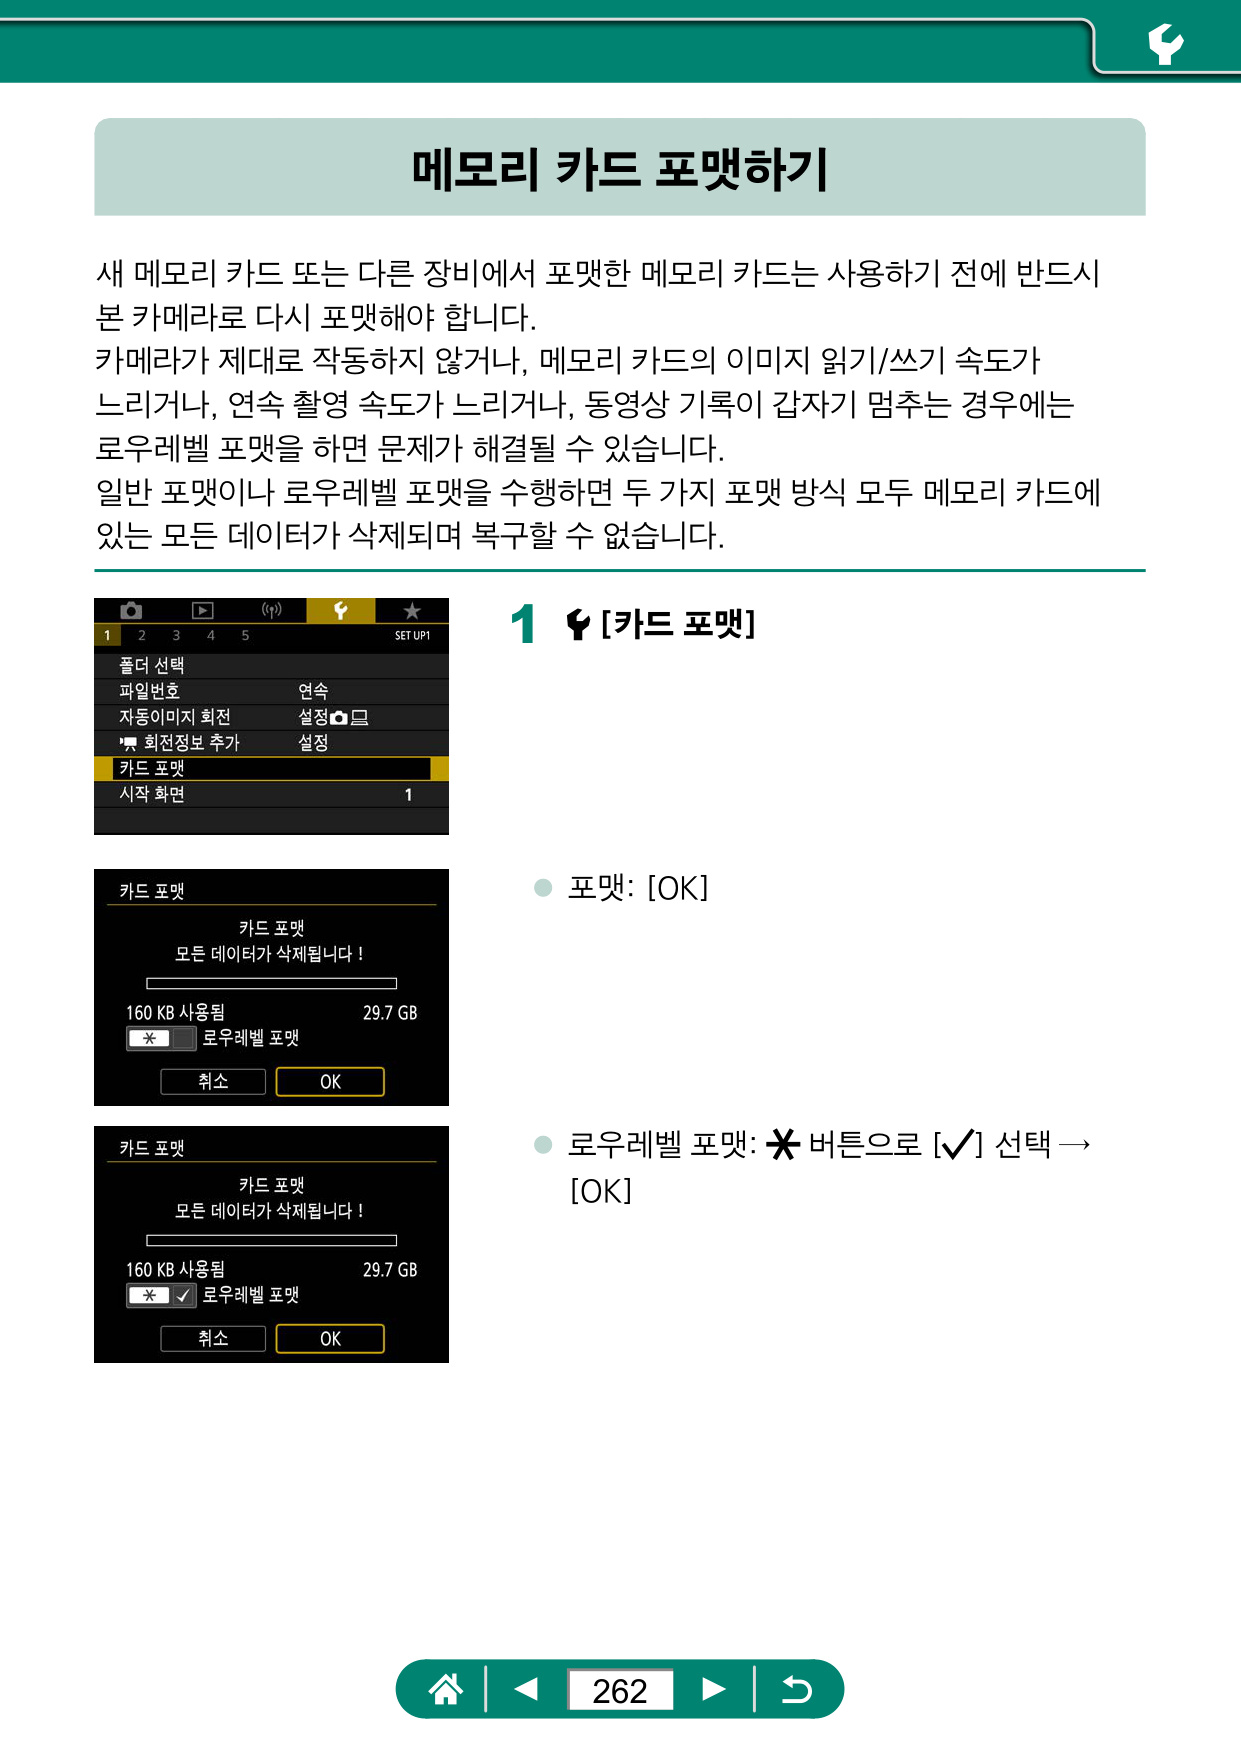 메모리 카드 포맷하기
새 메모리 카드 또는 다른 장비에서 포맷한 메모리 카드는 사용하기 전에 반드시
본 카메라로 다시 포맷해야 합니다.
카메라가 제대로 작동하지 않거나, 메모리 카드의 이미지 읽기/쓰기 속도가
느리거나, 연속 촬영 속도가 느리거나, 동영상 기록이 갑자기 멈추는 경우에는
로우레벨 포맷을 하면 문제가 해결될 수 있습니다.
일반 포맷이나 로우레벨 포맷을 수행하면 두 가지 포맷 방식 모두 메모리 카드에
있는 모든 데이터가 삭제되며 복구할 수 없습니다.
1 2 3 4 5 SET UP1
폴더 선택
파일번호 연속
자동이미지 회전 설정
회전정보 추가 설정
카드 포맷
시작 화면 1
1 [카드 포맷]
카드 포맷
카드 포맷
모든 데이터가 삭제됩니다 !
160 KB 사용됨 29.7 GB
* 로우레벨 포맷
취소 OK
● 포맷: [OK]
카드 포맷
카드 포맷
모든 데이터가 삭제됩니다 !
160 KB 사용됨 29.7 GB
* ✓ 로우레벨 포맷
취소 OK
● 로우레벨 포맷: * 버튼으로 [✓] 선택 →
[OK]
262